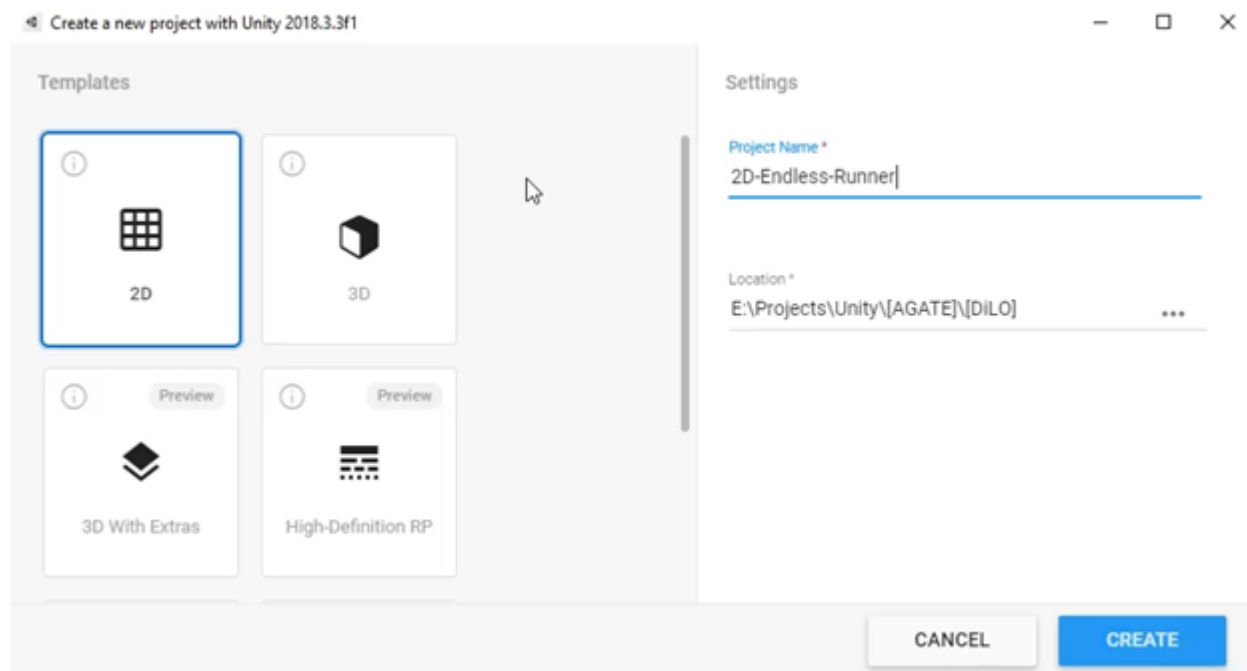 Create a new project with Unity 2018.3.3f1
Templates
2D
3D
Preview
3D With Extras
Preview
High-Definition RP
Settings
Project Name *
2D-Endless-Runner
Location *
E:\Projects\Unity\[AGATE]\[DiLO]
...
CANCEL
CREATE